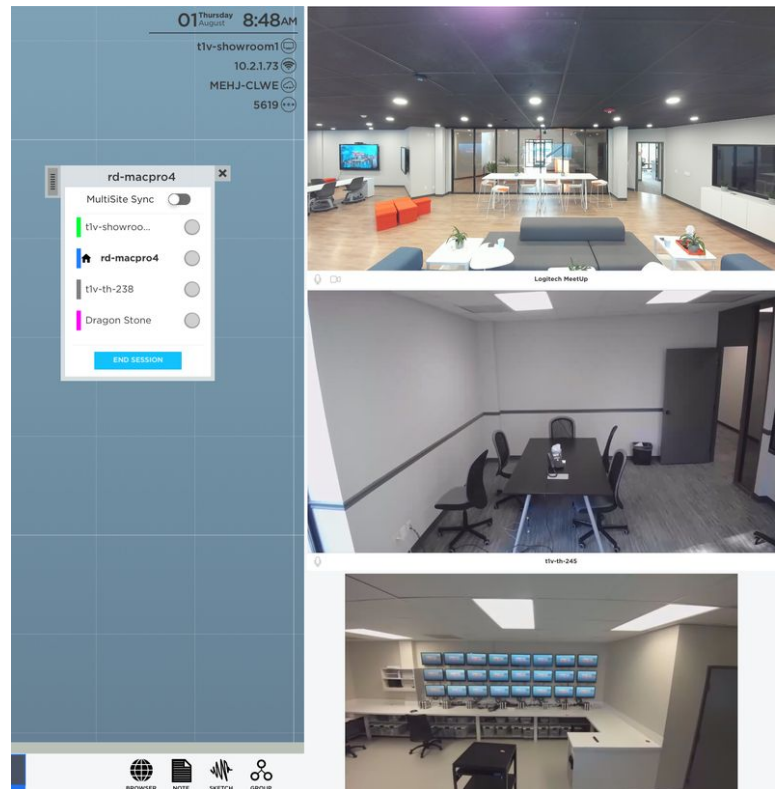 01 Thursday August 8:48AM
t1v-showroom1
10.2.1.73
MEHJ-CLWE
5619
rd-macpro4
MultiSite Sync
t1v-showroo...
rd-macpro4
t1v-th-238
Dragon Stone
END SESSION
Logitech MeetUp
t1v-th-245
BROWSER NOTE SKETCH GROUP